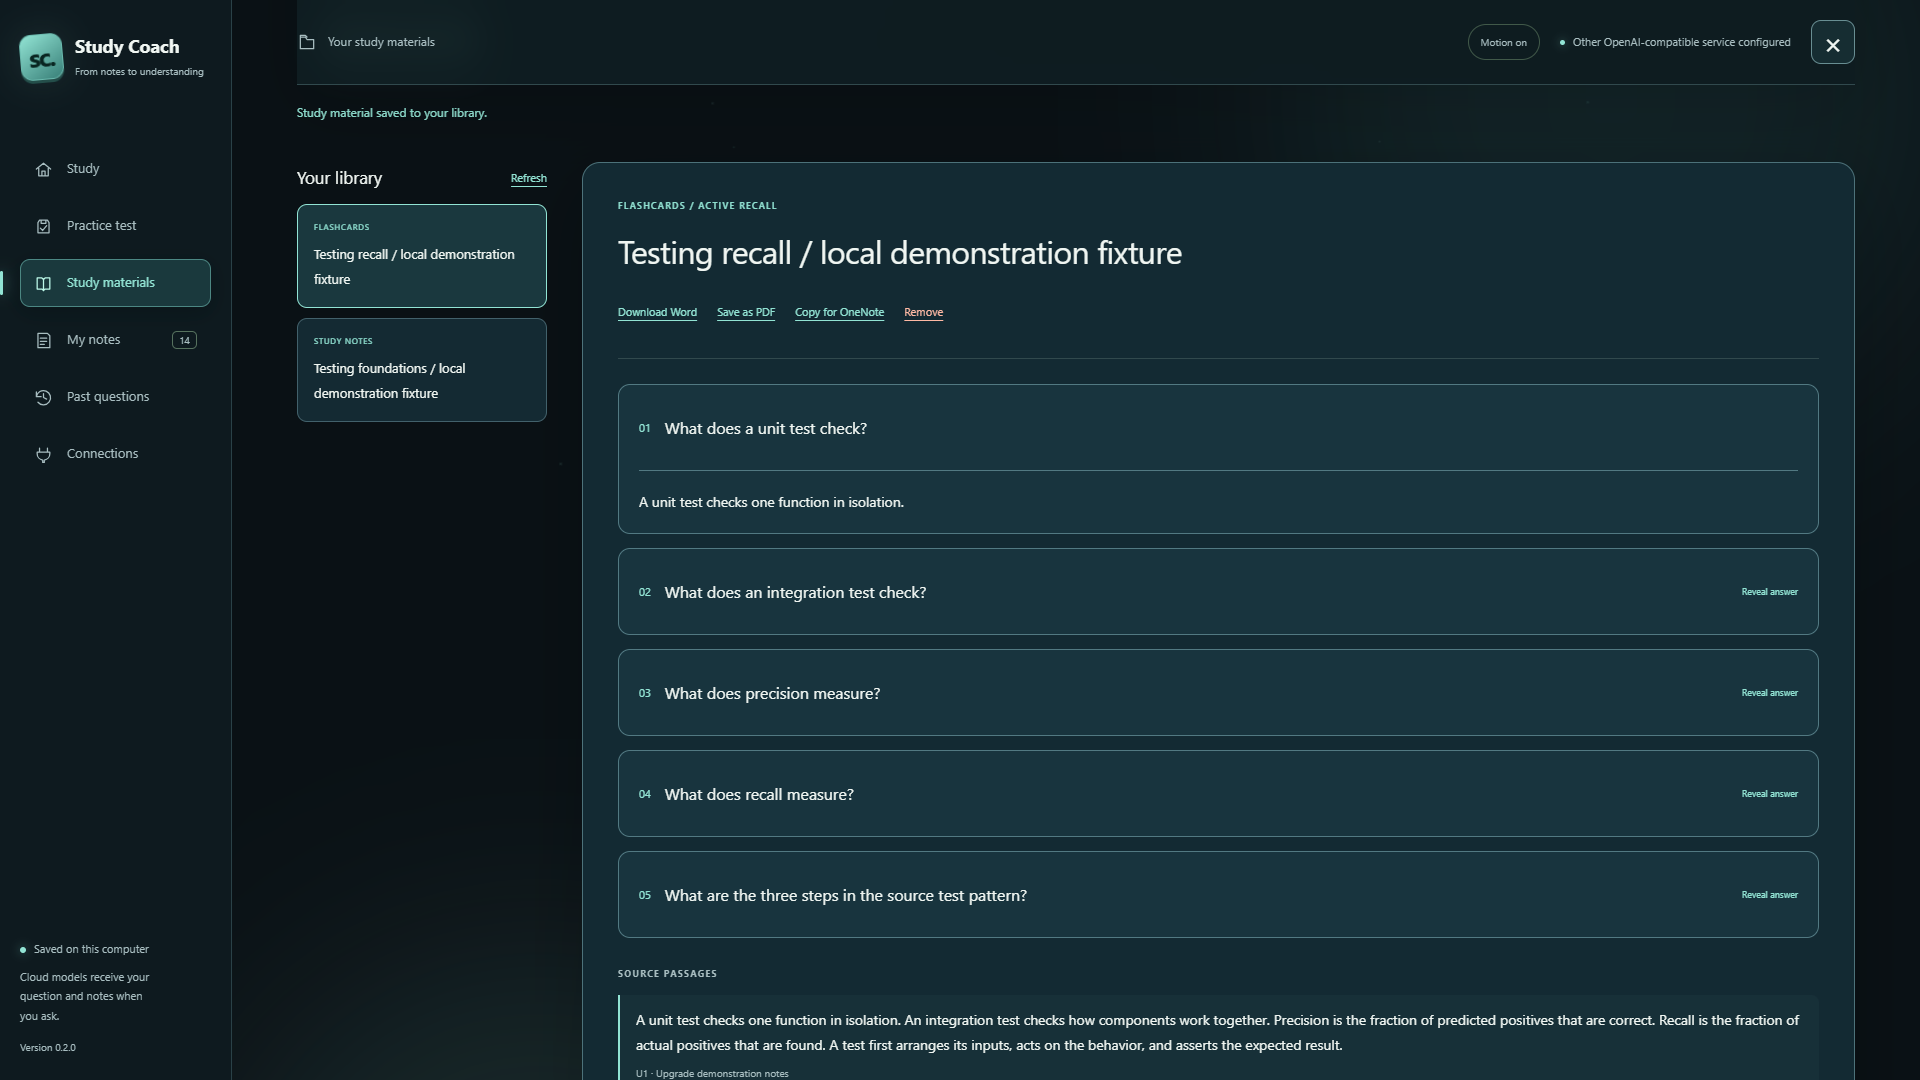 SC.
Study Coach
From notes to understanding
Study
Practice test
Study materials
My notes
14
Past questions
Connections
Saved on this computer
Cloud models receive your
question and notes when
you ask.
Version 0.2.0
Your study materials
Motion on
Other OpenAI-compatible service configured
Study material saved to your library.
Your library
Refresh
FLASHCARDS
Testing recall / local demonstration
fixture
STUDY NOTES
Testing foundations / local
demonstration fixture
FLASHCARDS / ACTIVE RECALL
Testing recall / local demonstration fixture
Download Word
Save as PDF
Copy for OneNote
Remove
01 What does a unit test check?
A unit test checks one function in isolation.
02 What does an integration test check?
Reveal answer
03 What does precision measure?
Reveal answer
04 What does recall measure?
Reveal answer
05 What are the three steps in the source test pattern?
Reveal answer
SOURCE PASSAGES
A unit test checks one function in isolation. An integration test checks how components work together. Precision is the fraction of predicted positives that are correct. Recall is the fraction of
actual positives that are found. A test first arranges its inputs, acts on the behavior, and asserts the expected result.
U1 · Upgrade demonstration notes